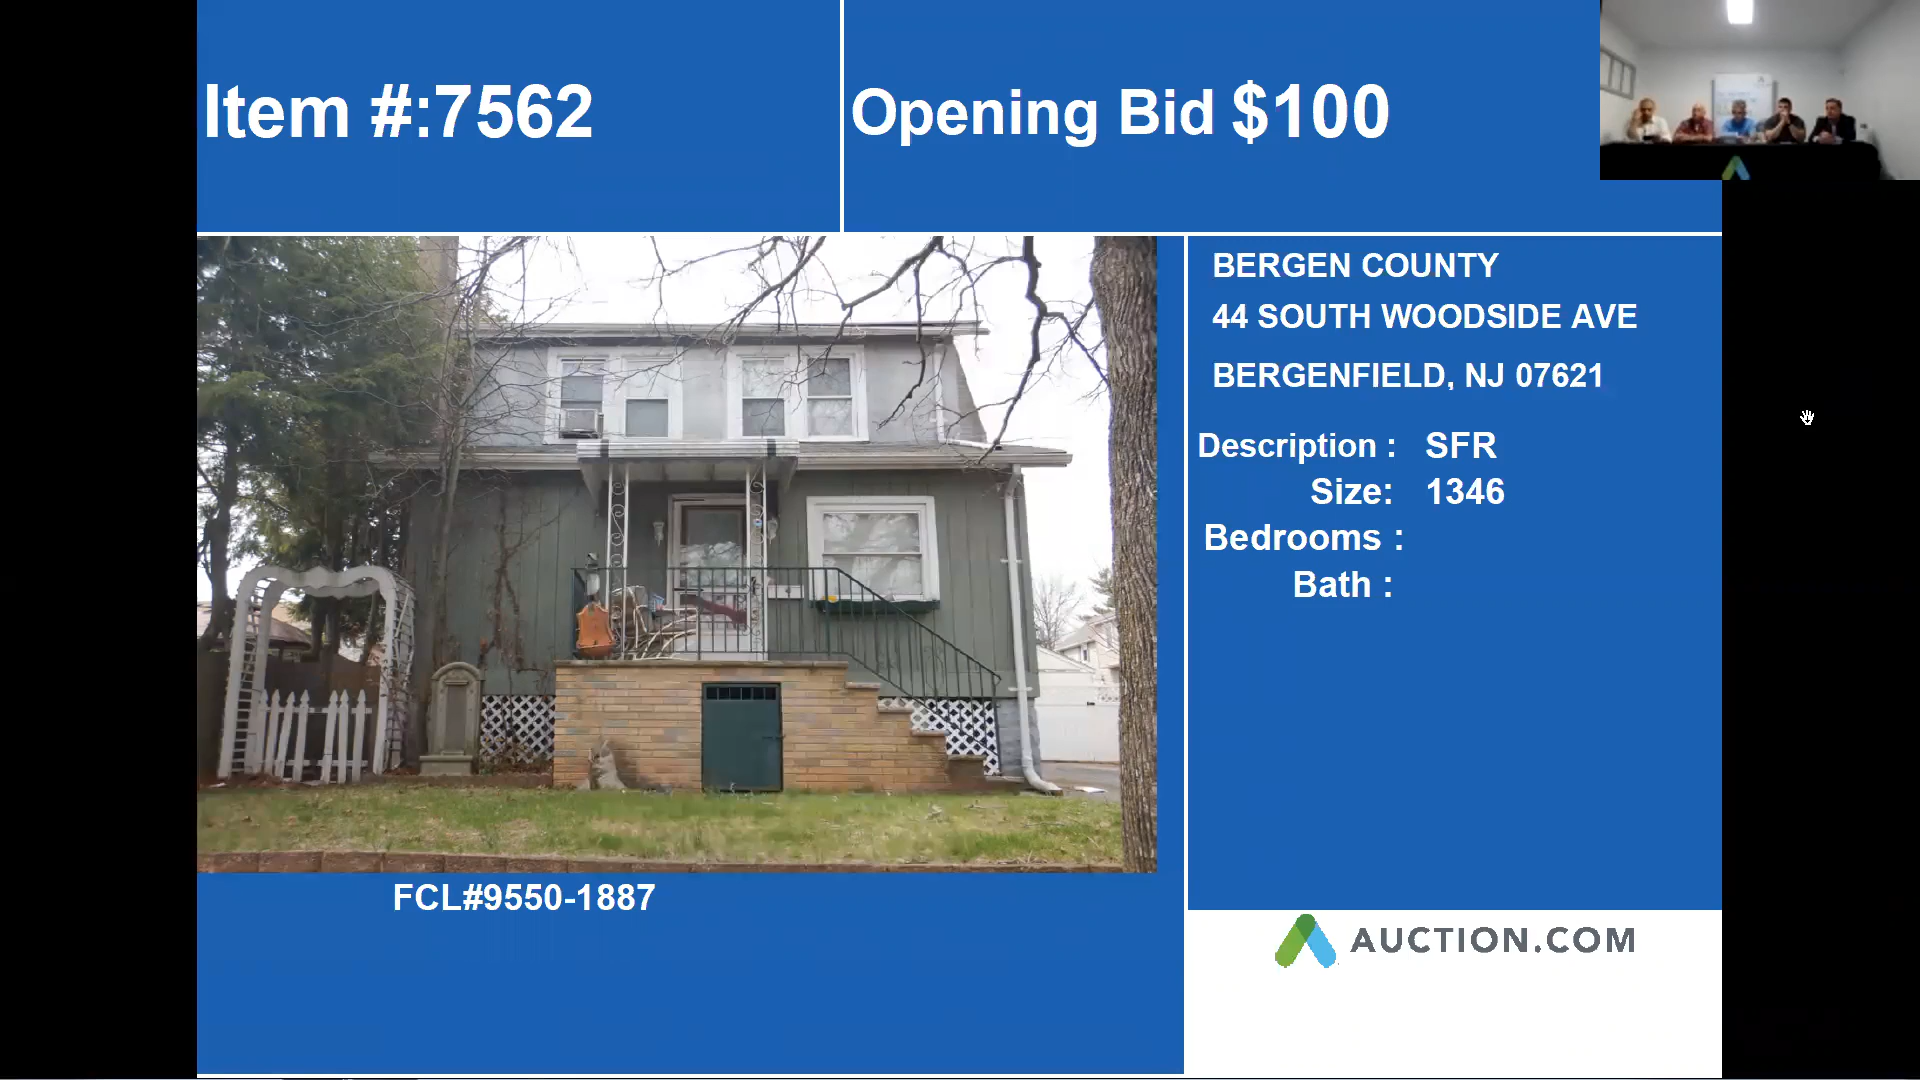 Item #:7562
Opening Bid $100
BERGEN COUNTY
44 SOUTH WOODSIDE AVE
BERGENFIELD, NJ 07621
Description : SFR
Size: 1346
Bedrooms :
Bath :
FCL#9550-1887
AUCTION.COM